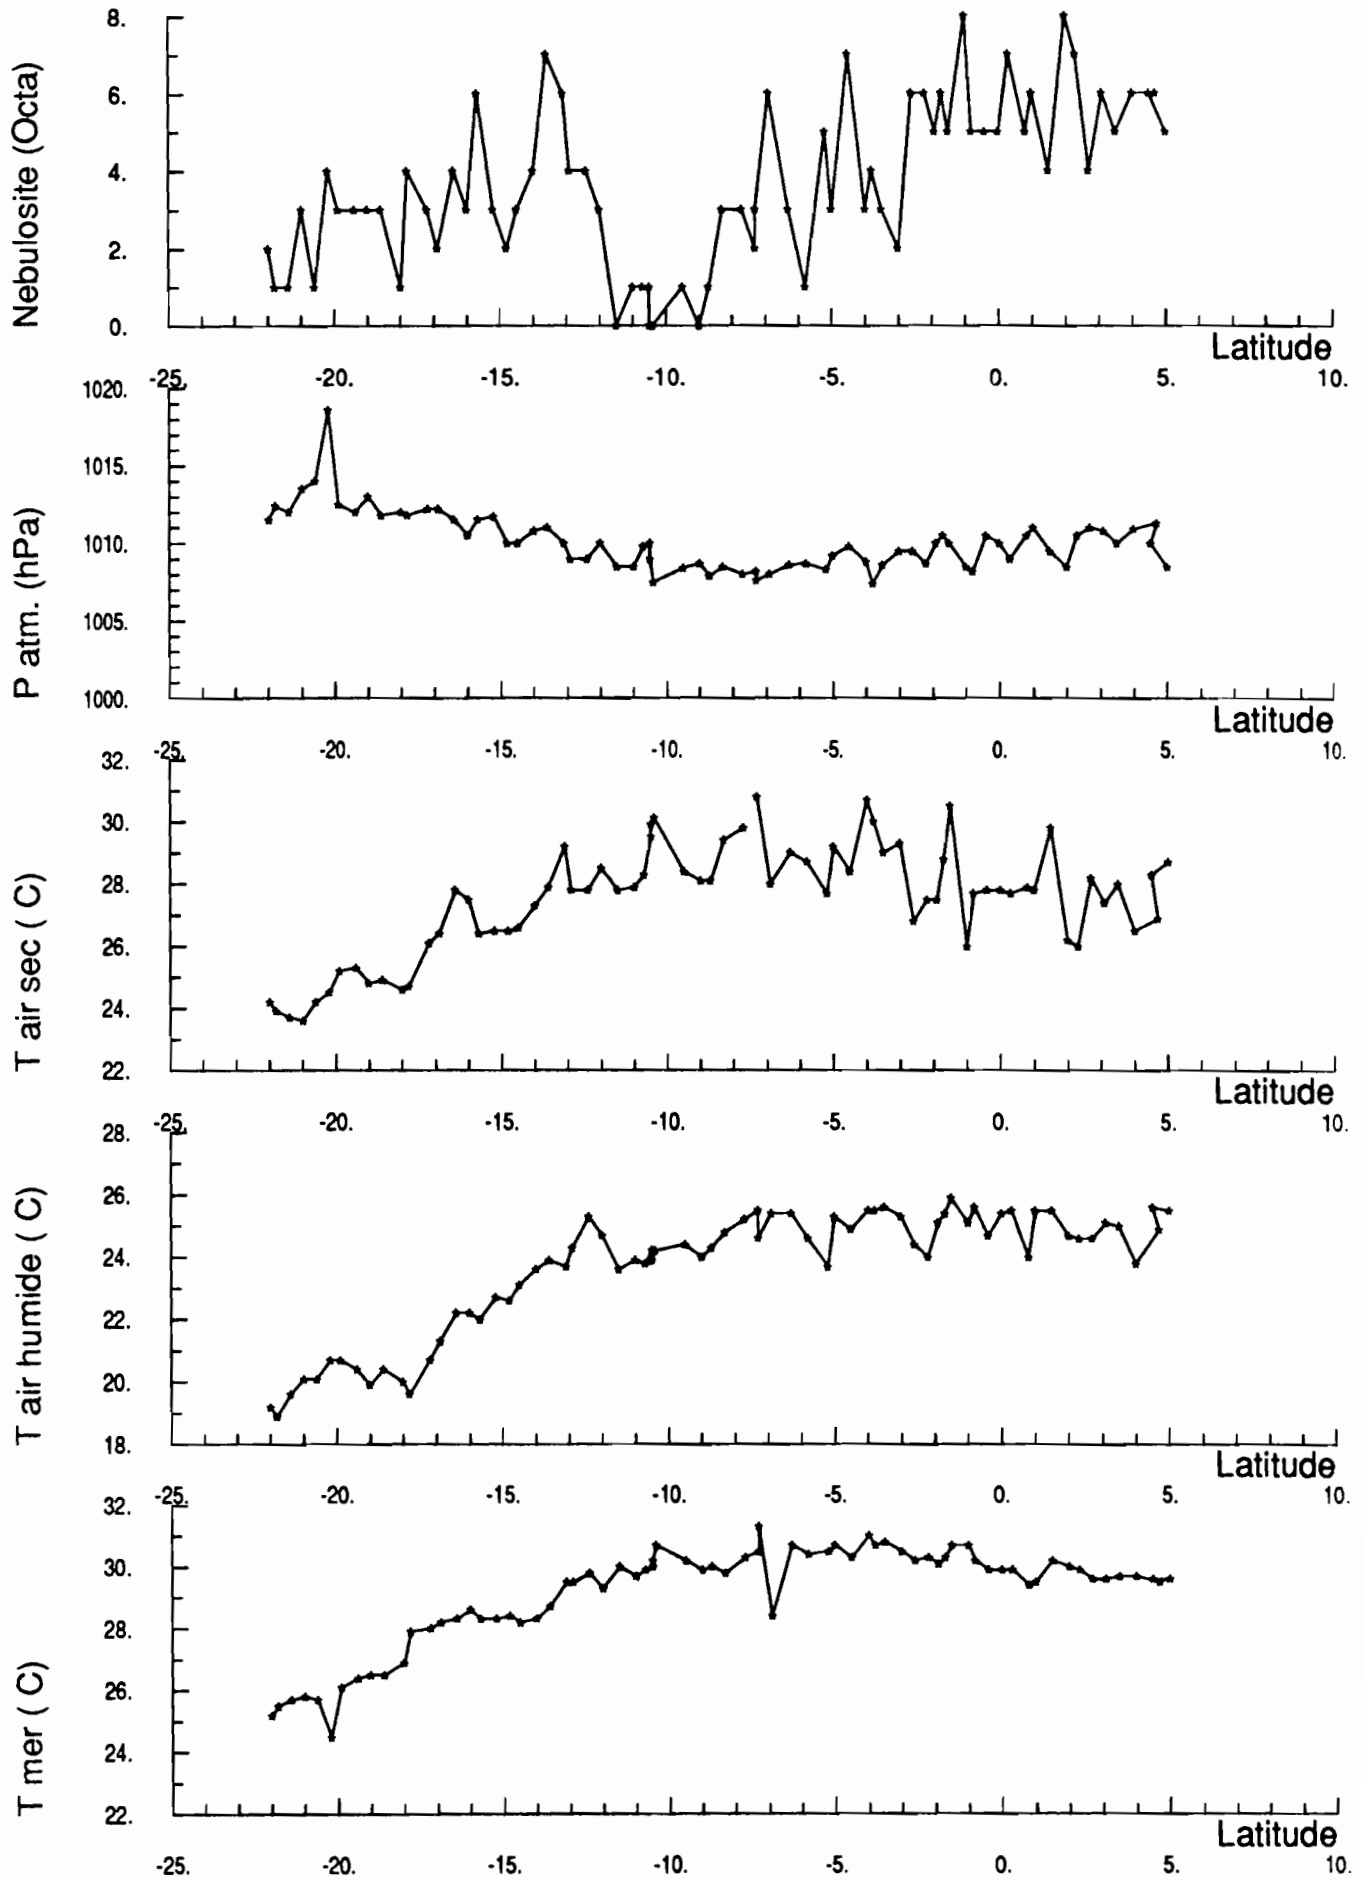 Nebulosite (Octa)
8.
6.
4.
2.
0.
Latitude
-25. -20. -15. -10. -5. 0. 5. 10.
P atm. (hPa)
1020.
1015.
1010.
1005.
1000.
Latitude
-25. -20. -15. -10. -5. 0. 5. 10.
T air sec ( C)
32.
30.
28.
26.
24.
22.
Latitude
-25. -20. -15. -10. -5. 0. 5. 10.
T air humide ( C)
28.
26.
24.
22.
20.
18.
Latitude
-25. -20. -15. -10. -5. 0. 5. 10.
T mer ( C)
32.
30.
28.
26.
24.
22.
Latitude
-25. -20. -15. -10. -5. 0. 5. 10.